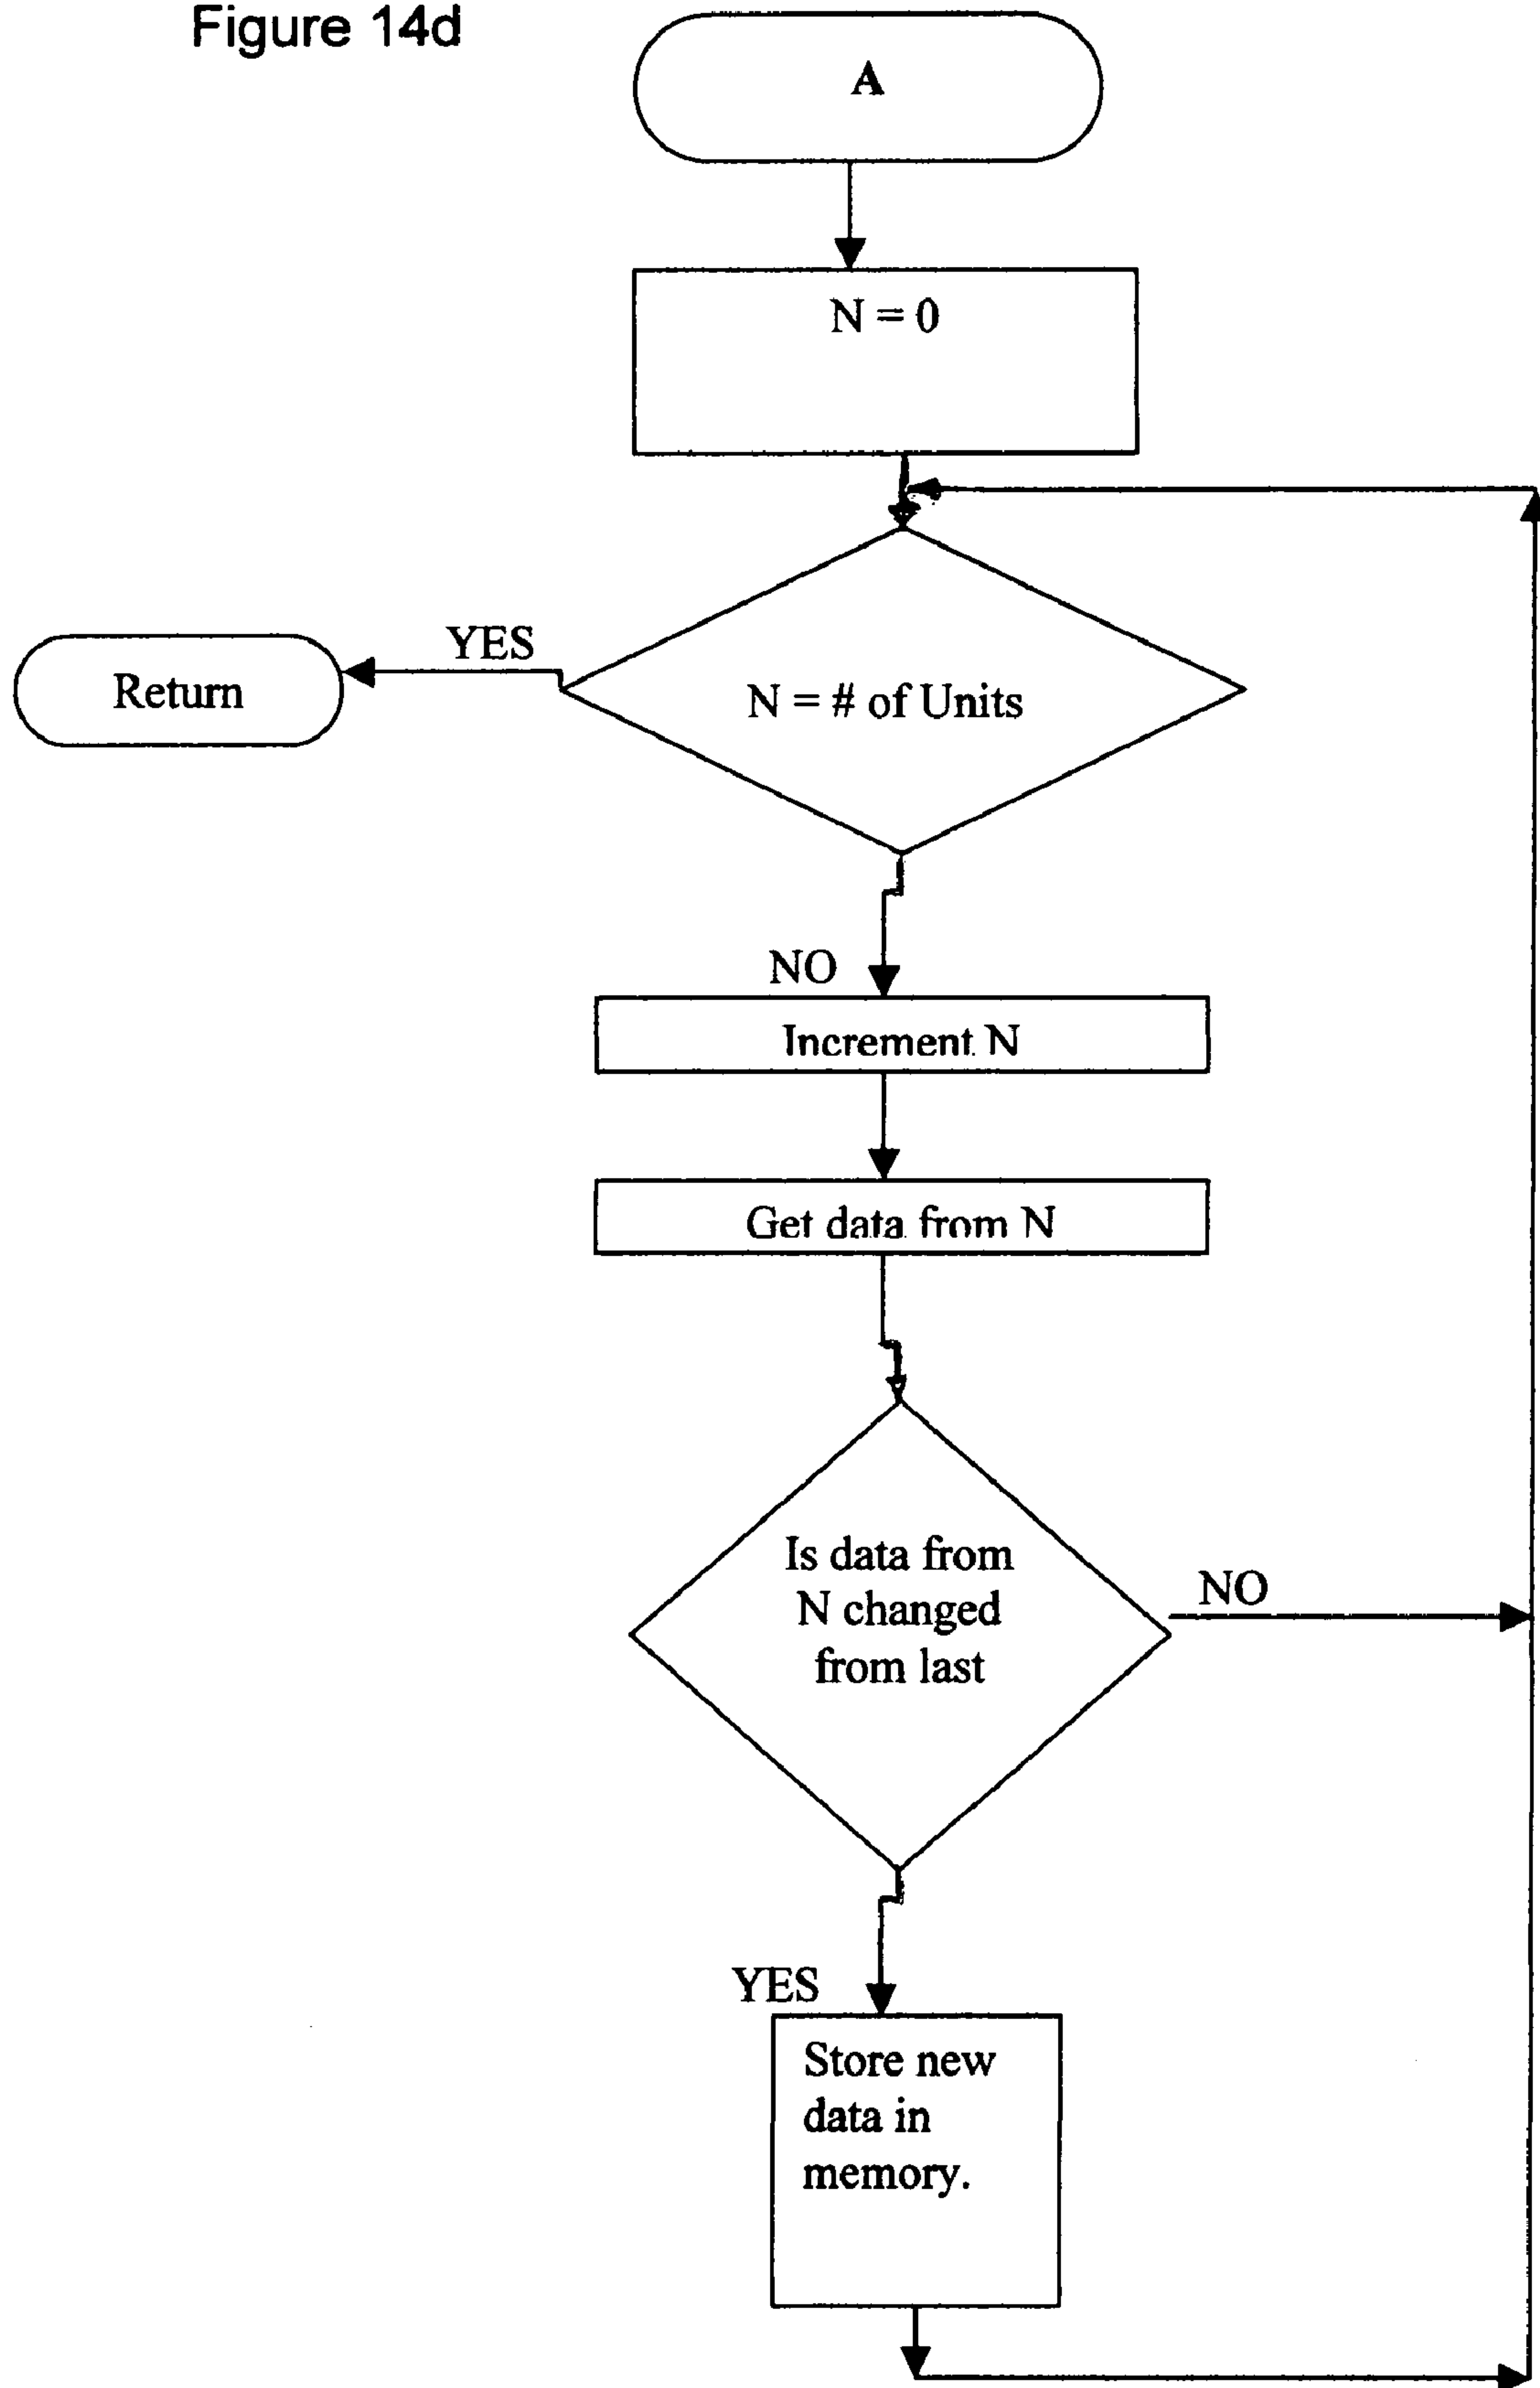 Figure 14d
A
N = 0
YES
Return
N = # of Units
NO
Increment N
Get data from N
Is data from
N changed
from last
NO
YES
Store new
data in
memory.